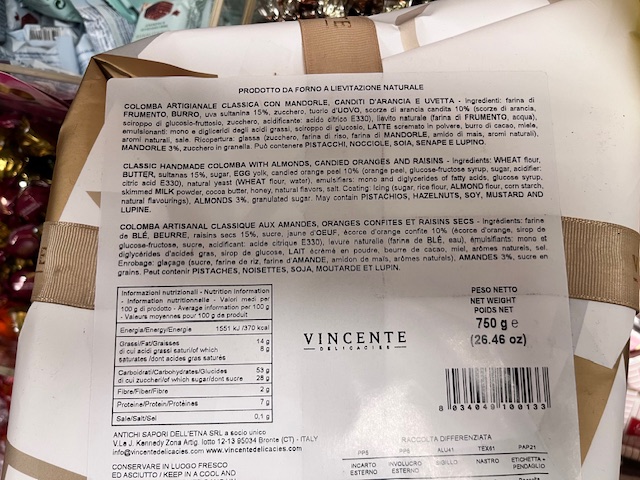 PRODOTTO DA FORNO A LIEVITAZIONE NATURALE
COLOMBA ARTIGIANALE CLASSICA CON MANDORLE, CANDITI D'ARANCIA E UVETTA - Ingredienti: farina di
FRUMENTO, BURRO, uva sultanina 15%, zucchero, tuorlo d'UOVO, scorze di arancia candita 10% (scorze di arancia,
sciroppo di glucosio-fruttosio, zucchero, acidificante: acido citrico E330), lievito naturale (farina di FRUMENTO, acqua),
emulsionanti: mono e digliceridi degli acidi grassi, sciroppo di glucosio, LATTE scremato in polvere, burro di cacao, miele,
aromi naturali, sale. Ricopertura: glassa (zucchero, farina di riso, farina di MANDORLE, amido di mais, aromi naturali),
MANDORLE 3%, zucchero in granella. Può contenere PISTACCHI, NOCCIOLE, SOIA, SENAPE E LUPINO.
CLASSIC HANDMADE COLOMBA WITH ALMONDS, CANDIED ORANGES AND RAISINS - Ingredients: WHEAT flour,
BUTTER, sultanas 15%, sugar, EGG yolk, candied orange peel 10% (orange peel, glucose-fructose syrup, sugar, acidifier:
citric acid E330), natural yeast (WHEAT flour, water), emulsifiers: mono and diglycerides of fatty acids, glucose syrup,
skimmed MILK powder, cocoa butter, honey, natural flavors, salt. Coating: Icing (sugar, rice flour, ALMOND flour, corn starch,
natural flavourings), ALMONDS 3%, granulated sugar. May contain PISTACHIOS, HAZELNUTS, SOY, MUSTARD AND
LUPINE.
COLOMBA ARTISANAL CLASSIQUE AUX AMANDES, ORANGES CONFITES ET RAISINS SECS - Ingrédients: farine
de BLÉ, BEURRE, raisins secs 15%, sucre, jaune d'OEUF, écorce d'orange confite 10% (écorce d'orange, sirop de
glucose-fructose, sucre, acidificant: acide citrique E330), levure naturelle (farine de BLÉ, eau), émulsifiants: mono et
diglycérides d'acides gras, sirop de glucose, LAIT écrémé en poudre, beurre de cacao, miel, arômes naturels, sel.
Enrobage: glaçage (sucre, farine de riz, farine d'AMANDE, amidon de maïs, arômes naturels), AMANDES 3%, sucre en
grains. Peut contenir PISTACHES, NOISETTES, SOJA, MOUTARDE ET LUPIN.
Informazioni nutrizionali - Nutrition information
- Information nutritionnelle - Valori medi per
100 g di prodotto - Average information per 100 g
- Valeurs moyennes pour 100 g de produit
Energia/Energy/Energie 1551 kJ /370 kcal
Grassi/Fat/Graisses 14 g
di cui acidi grassi saturi/of which 8 g
saturates /dont acides gras saturés
Carboidrati/Carbohydrates/Glucides 53 g
di cui zuccheri/of which sugar/dont sucre 28 g
Fibre/Fiber/Fibre 2 g
Proteine/Protein/Protéines 7 g
Sale/Salt/Sel 0,1 g
VINCENTE
DELICACIES
PESO NETTO
NET WEIGHT
POIDS NET
750 g e
(26.46 oz)
8 034049 100133
ANTICHI SAPORI DELL'ETNA SRL a socio unico
V.Le J. Kennedy Zona Artig. lotto 12-13 95034 Bronte (CT) - ITALY
info@vincentedelicacies.com www.vincentedelicacies.com
CONSERVARE IN LUOGO FRESCO
ED ASCIUTTO / KEEP IN A COOL AND
RACCOLTA DIFFERENZIATA
PP5 PP5 ALU41 TEX61 PAP21
INCARTO ESTERNO INVOLUCRO ESTERNO SIGILLO NASTRO ETICHETTA + PENDAGLIO